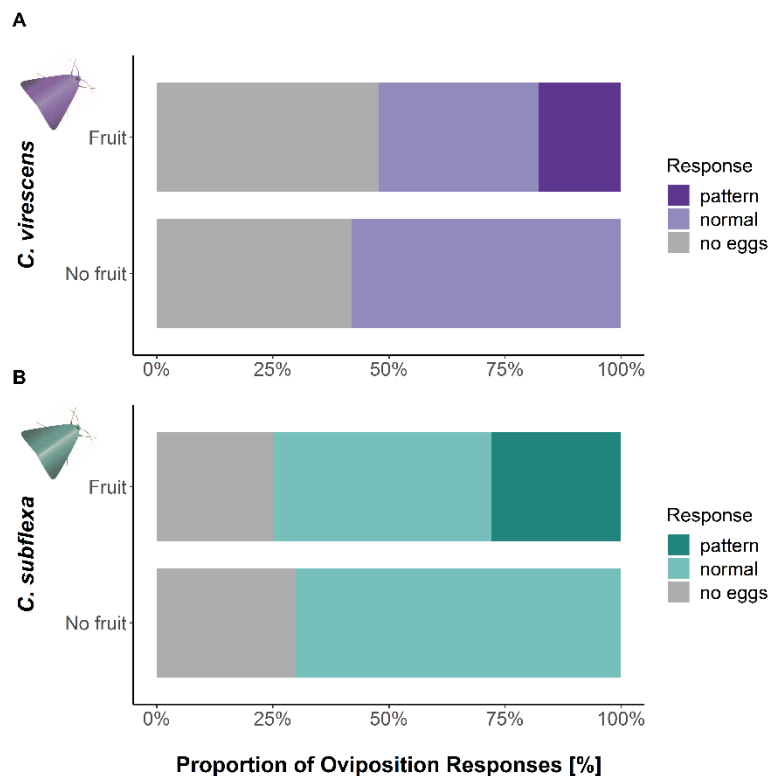 A
C. virescens
Fruit
No fruit
0% 25% 50% 75% 100%
Response
pattern
normal
no eggs
B
C. subflexa
Fruit
No fruit
0% 25% 50% 75% 100%
Response
pattern
normal
no eggs
Proportion of Oviposition Responses [%]